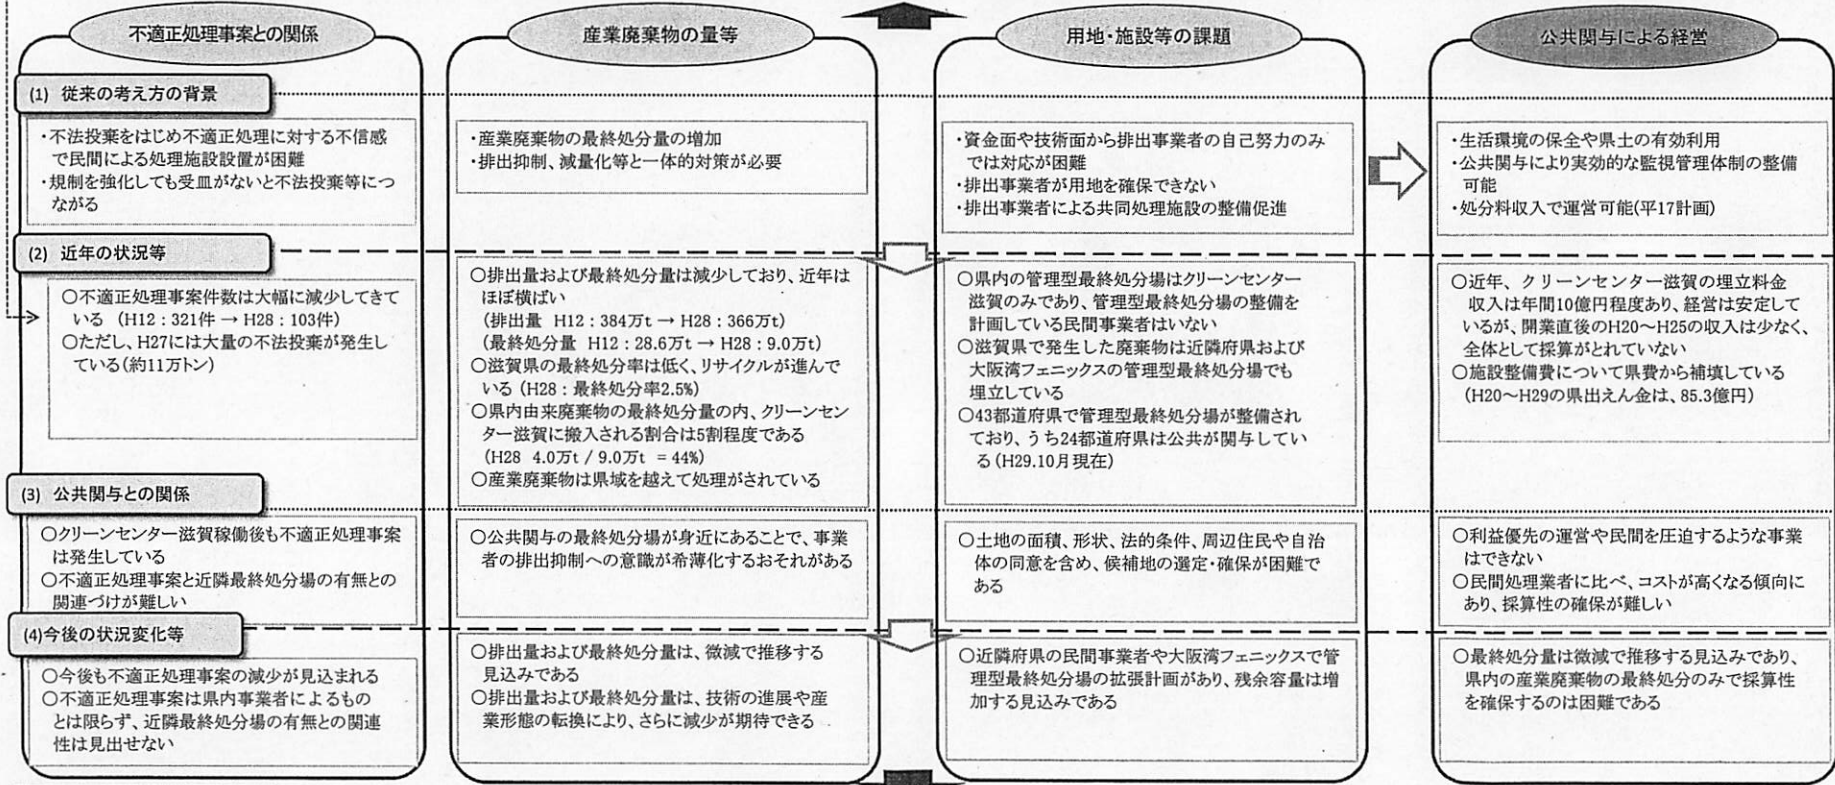 不適正処理事案との関係
産業廃棄物の量等
用地・施設等の課題
公共関与による経営
(1) 従来の考え方の背景
・不法投棄をはじめ不適正処理に対する不信感
で民間による処理施設設置が困難
・規制を強化しても受皿がないと不法投棄等につ
ながる
・産業廃棄物の最終処分量の増加
・排出抑制、減量化等と一体的対策が必要
・資金面や技術面から排出事業者の自己努力のみ
では対応が困難
・排出事業者が用地を確保できない
・排出事業者による共同処理施設の整備促進
・生活環境の保全や県土の有効利用
・公共関与により実効的な監視管理体制の整備
可能
・処分料収入で運営可能(平17計画)
(2) 近年の状況等
○不適正処理事案件数は大幅に減少してきて
いる (H12：321件 → H28：103件)
○ただし、H27には大量の不法投棄が発生し
ている(約11万トン)
○排出量および最終処分量は減少しており、近年は
ほぼ横ばい
(排出量 H12：384万t → H28：366万t)
(最終処分量 H12：28.6万t → H28：9.0万t)
○滋賀県の最終処分率は低く、リサイクルが進んで
いる (H28：最終処分率2.5%)
○県内由来廃棄物の最終処分量の内、クリーンセン
ター滋賀に搬入される割合は5割程度である
(H28 4.0万t / 9.0万t = 44%)
○産業廃棄物は県域を越えて処理がされている
○県内の管理型最終処分場はクリーンセンター
滋賀のみであり、管理型最終処分場の整備を
計画している民間事業者はいない
○滋賀県で発生した廃棄物は近隣府県および
大阪湾フェニックスの管理型最終処分場でも
埋立している
○43都道府県で管理型最終処分場が整備され
ており、うち24都道府県は公共が関与してい
る (H29.10月現在)
○近年、クリーンセンター滋賀の埋立料金
収入は年間10億円程度あり、経営は安定して
いるが、開業直後のH20～H25の収入は少なく、
全体として採算がとれていない
○施設整備費について県費から補填している
(H20～H29の県出えん金は、85.3億円)
(3) 公共関与との関係
○クリーンセンター滋賀稼働後も不適正処理事案
は発生している
○不適正処理事案と近隣最終処分場の有無との
関連づけが難しい
○公共関与の最終処分場が身近にあることで、事業
者の排出抑制への意識が希薄化するおそれがある
○土地の面積、形状、法的条件、周辺住民や自治
体の同意を含め、候補地の選定・確保が困難で
ある
○利益優先の運営や民間を圧迫するような事業
はできない
○民間処理業者に比べ、コストが高くなる傾向に
あり、採算性の確保が難しい
(4)今後の状況変化等
○今後も不適正処理事案の減少が見込まれる
○不適正処理事案は県内事業者によるもの
とは限らず、近隣最終処分場の有無との関連
性は見出せない
○排出量および最終処分量は、微減で推移する
見込みである
○排出量および最終処分量は、技術の進展や産
業形態の転換により、さらに減少が期待できる
○近隣府県の民間事業者や大阪湾フェニックスで管
理型最終処分場の拡張計画があり、残余容量は増
加する見込みである
○最終処分量は微減で推移する見込みであり、
県内の産業廃棄物の最終処分のみで採算性
を確保するのは困難である